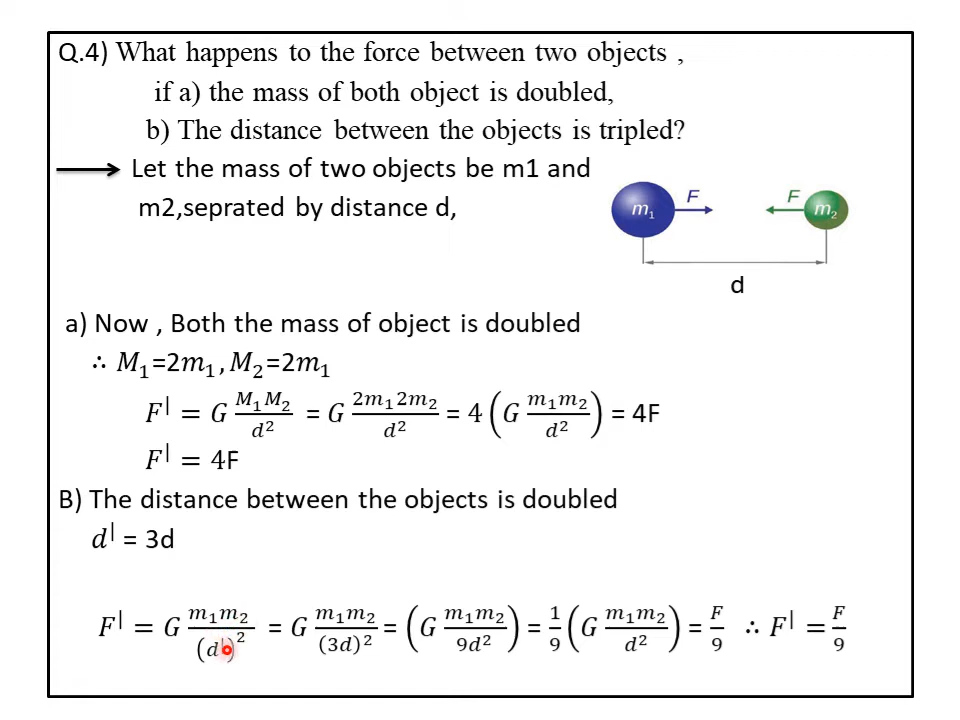 Q.4) What happens to the force between two objects ,
if a) the mass of both object is doubled,
b) The distance between the objects is tripled?
Let the mass of two objects be m1 and
m2,seprated by distance d,
m₁ F F m₂
d
a) Now , Both the mass of object is doubled
∴ M₁=2m₁, M₂=2m₁
F| = G M₁M₂/d² = G 2m₁2m₂/d² = 4 (G m₁m₂/d²) = 4F
F| = 4F
B) The distance between the objects is doubled
d| = 3d
F| = G m₁m₂/(d|)² = G m₁m₂/(3d)² = (G m₁m₂/9d²) = 1/9 (G m₁m₂/d²) = F/9 ∴ F| = F/9